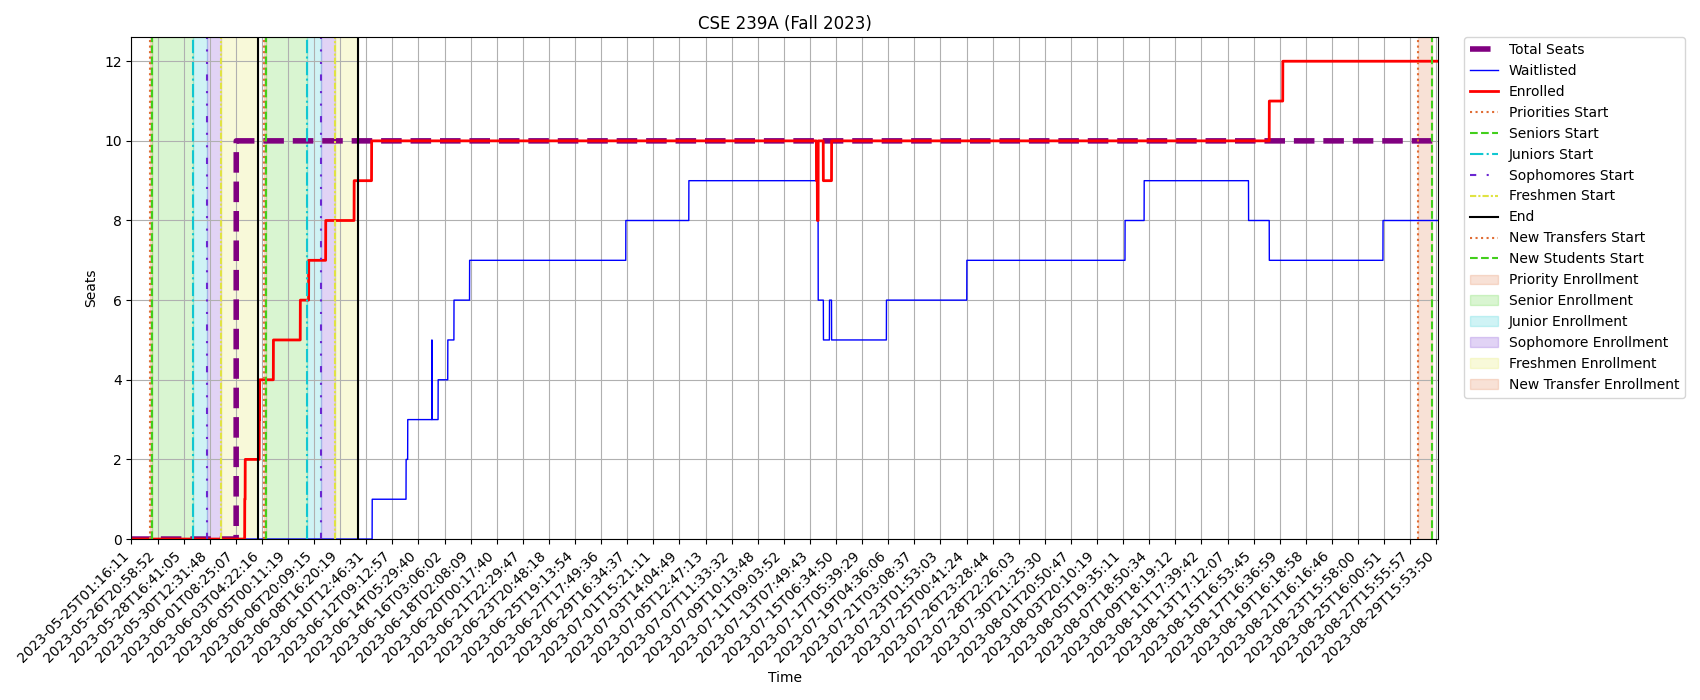 CSE 239A (Fall 2023)
Seats
12
10
8
6
4
2
0
2023-05-25T01:16:11
2023-05-26T20:58:52
2023-05-28T16:41:05
2023-05-30T12:31:48
2023-06-01T08:25:07
2023-06-03T04:22:16
2023-06-05T00:11:19
2023-06-06T20:09:15
2023-06-08T16:20:19
2023-06-10T12:46:31
2023-06-12T09:12:57
2023-06-14T05:29:40
2023-06-16T03:06:02
2023-06-18T02:08:09
2023-06-20T00:17:40
2023-06-21T22:29:47
2023-06-23T20:48:18
2023-06-25T19:13:54
2023-06-27T17:49:36
2023-06-29T16:34:37
2023-07-01T15:21:11
2023-07-03T14:04:49
2023-07-05T12:47:13
2023-07-07T11:33:32
2023-07-09T10:13:48
2023-07-11T09:03:52
2023-07-13T07:49:43
2023-07-15T06:34:50
2023-07-17T05:39:29
2023-07-19T04:36:06
2023-07-21T03:08:37
2023-07-23T01:53:03
2023-07-25T00:41:24
2023-07-26T23:28:44
2023-07-28T22:26:03
2023-07-30T21:25:30
2023-08-01T20:50:47
2023-08-03T20:10:19
2023-08-05T19:35:11
2023-08-07T18:50:34
2023-08-09T18:19:12
2023-08-11T17:39:42
2023-08-13T17:12:07
2023-08-15T16:53:45
2023-08-17T16:36:59
2023-08-19T16:18:58
2023-08-21T16:16:46
2023-08-23T15:58:00
2023-08-25T16:00:51
2023-08-27T15:55:57
2023-08-29T15:53:50
Time
Total Seats
Waitlisted
Enrolled
Priorities Start
Seniors Start
Juniors Start
Sophomores Start
Freshmen Start
End
New Transfers Start
New Students Start
Priority Enrollment
Senior Enrollment
Junior Enrollment
Sophomore Enrollment
Freshmen Enrollment
New Transfer Enrollment